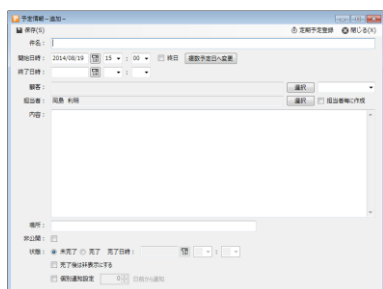 予定情報－追加－
保存(S) 定期予定登録 閉じる(X)
件名：
開始日時： 2014/08/19 15 ： 00 終日 複数予定日へ変更
終了日時： ：
顧客： 選択
担当者： 岡島 利隆 選択 担当者毎に作成
内容：
場所：
非公開：
状態： 未完了 完了 完了日時： ：
完了後は非表示にする
個別通知設定 0 日前から通知